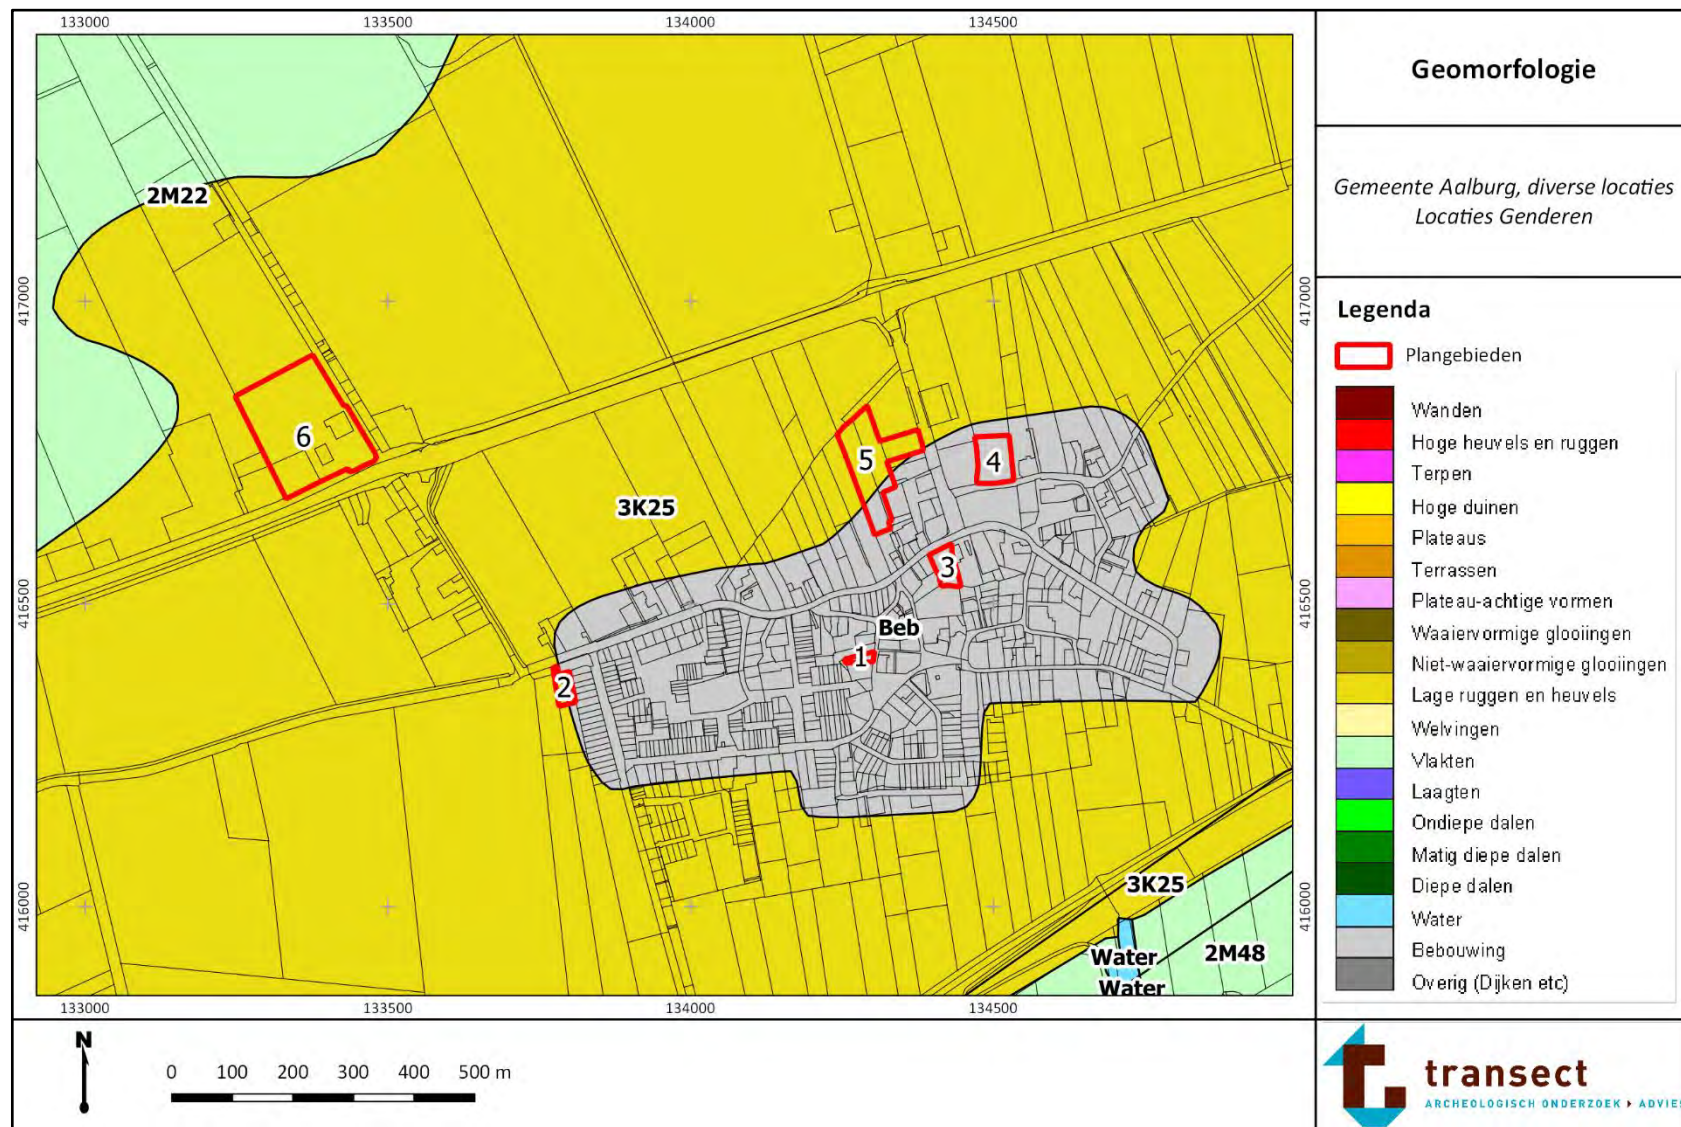 133000 133500 134000 134500
417000
416500
416000
417000
416500
416000
2M22
6
3K25
5
4
3
Beb
1
2
3K25
2M48
Water
Water
133000 133500 134000 134500
N
0 100 200 300 400 500 m
Geomorfologie
Gemeente Aalburg, diverse locaties
Locaties Genderen
Legenda
Plangebieden
Wanden
Hoge heuvels en ruggen
Terpen
Hoge duinen
Plateaus
Terrassen
Plateau-achtige vormen
Waaiervormige glooiingen
Niet-waaiervormige glooiingen
Lage ruggen en heuvels
Welvingen
Vlakten
Laagten
Ondiepe dalen
Matig diepe dalen
Diepe dalen
Water
Bebouwing
Overig (Dijken etc)
transect
ARCHEOLOGISCH ONDERZOEK ▸ ADVIES